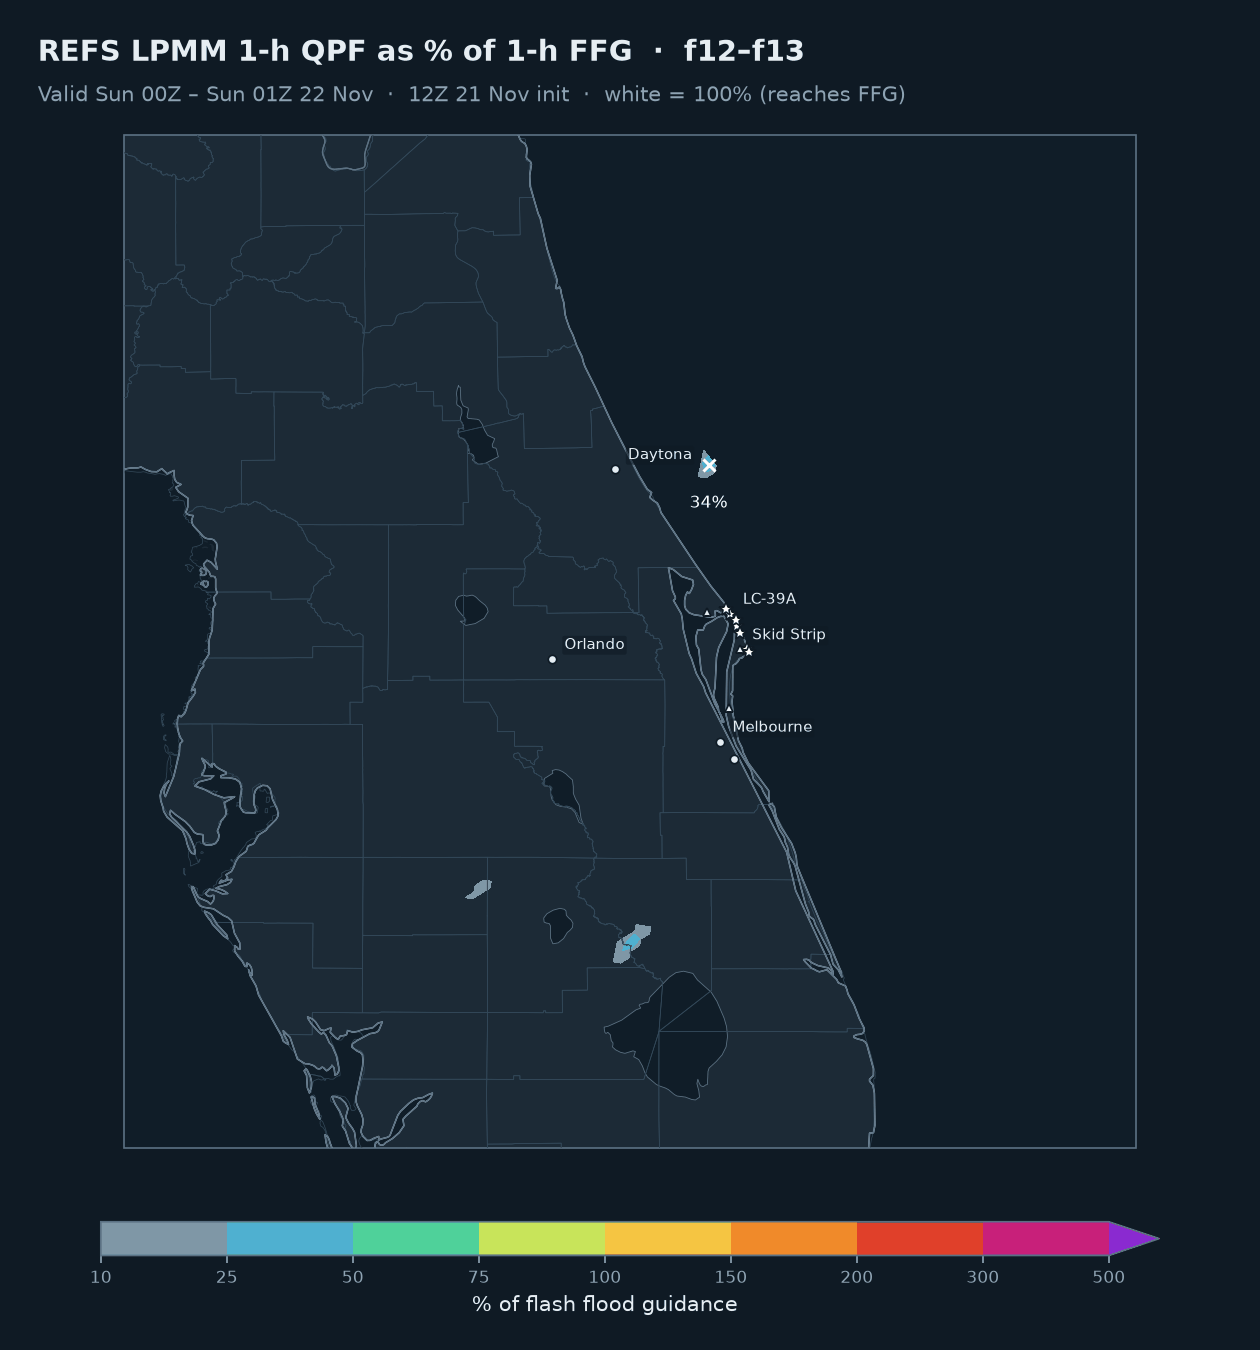 REFS LPMM 1-h QPF as % of 1-h FFG · f12–f13
Valid Sun 00Z – Sun 01Z 22 Nov · 12Z 21 Nov init · white = 100% (reaches FFG)
Daytona
34%
LC-39A
Skid Strip
Orlando
Melbourne
10 25 50 75 100 150 200 300 500
% of flash flood guidance